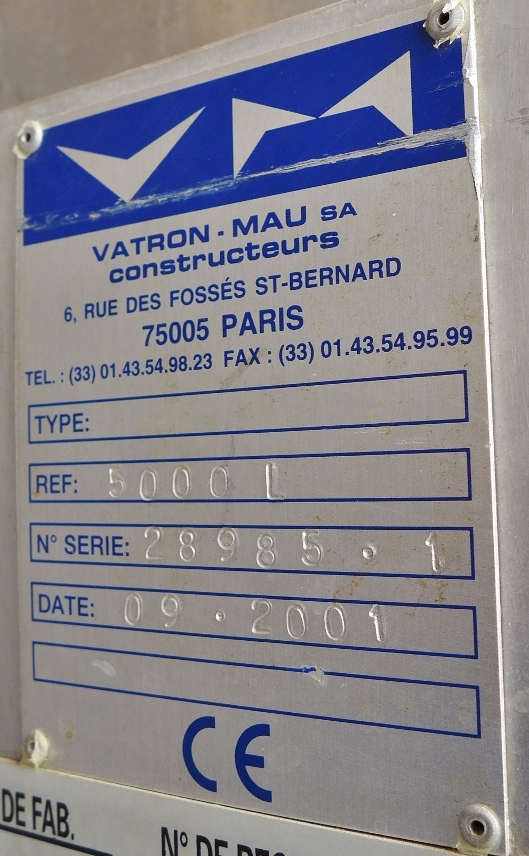 VATRON - MAU SA
constructeurs
6, RUE DES FOSSÉS ST-BERNARD
75005 PARIS
TEL. : (33) 01.43.54.98.23 FAX : (33) 01.43.54.95.99
TYPE:
REF: 5000 L
N° SERIE: 28985 . 1
DATE: 09 . 2001
CE
DE FAB.
N° DE